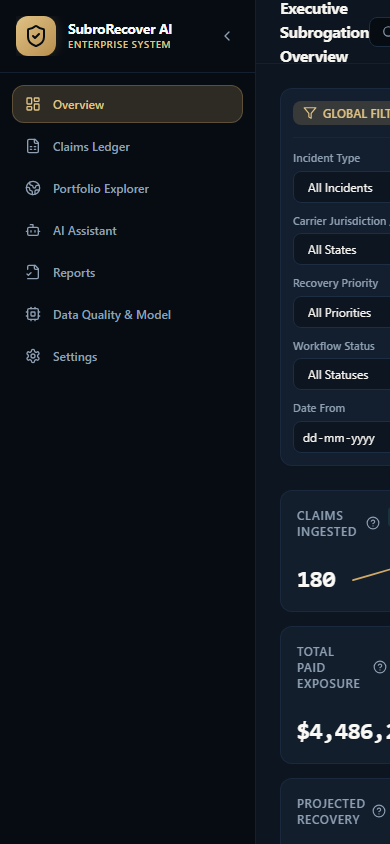 SubroRecover AI
ENTERPRISE SYSTEM
Overview
Claims Ledger
Portfolio Explorer
AI Assistant
Reports
Data Quality & Model
Settings
Executive
Subrogation
Overview
GLOBAL FILT
Incident Type
All Incidents
Carrier Jurisdiction
All States
Recovery Priority
All Priorities
Workflow Status
All Statuses
Date From
dd-mm-yyyy
CLAIMS
INGESTED
180
TOTAL
PAID
EXPOSURE
$4,486,2
PROJECTED
RECOVERY